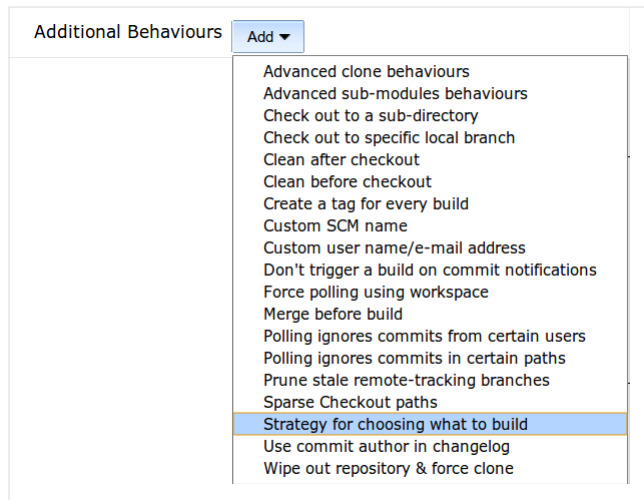 Additional Behaviours
Add
Advanced clone behaviours
Advanced sub-modules behaviours
Check out to a sub-directory
Check out to specific local branch
Clean after checkout
Clean before checkout
Create a tag for every build
Custom SCM name
Custom user name/e-mail address
Don't trigger a build on commit notifications
Force polling using workspace
Merge before build
Polling ignores commits from certain users
Polling ignores commits in certain paths
Prune stale remote-tracking branches
Sparse Checkout paths
Strategy for choosing what to build
Use commit author in changelog
Wipe out repository & force clone